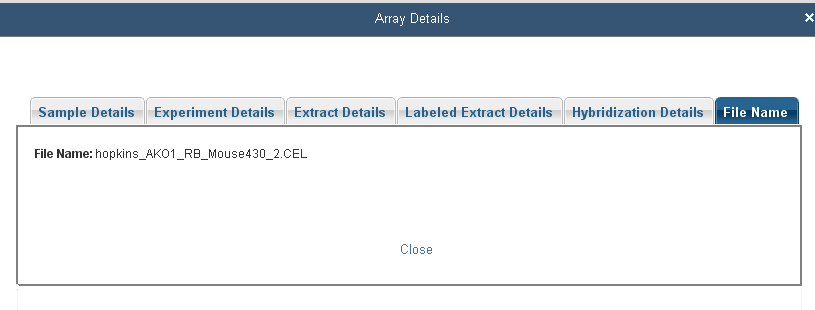 Array Details ×
Sample Details Experiment Details Extract Details Labeled Extract Details Hybridization Details File Name
File Name: hopkins_AKO1_RB_Mouse430_2.CEL
Close